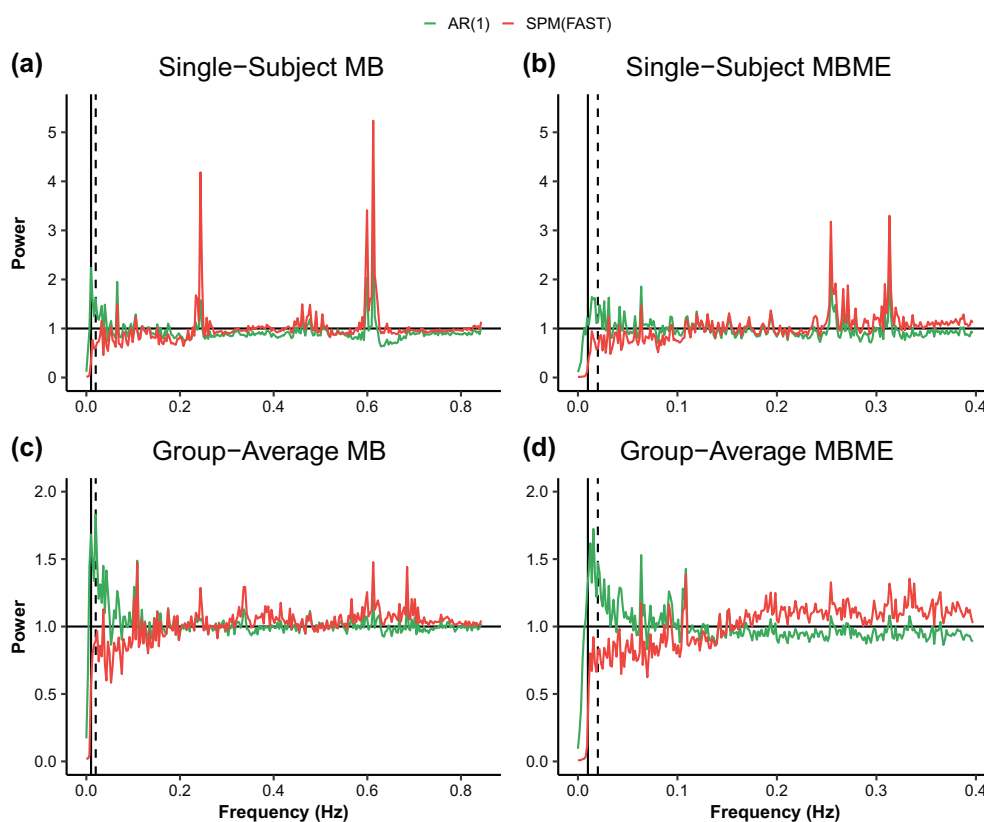 AR(1) SPM(FAST)
(a) Single−Subject MB
(b) Single−Subject MBME
Power
5
4
3
2
1
0
0.0 0.2 0.4 0.6 0.8
5
4
3
2
1
0
0.0 0.1 0.2 0.3 0.4
(c) Group−Average MB
(d) Group−Average MBME
Power
2.0
1.5
1.0
0.5
0.0
0.0 0.2 0.4 0.6 0.8
Frequency (Hz)
2.0
1.5
1.0
0.5
0.0
0.0 0.1 0.2 0.3 0.4
Frequency (Hz)